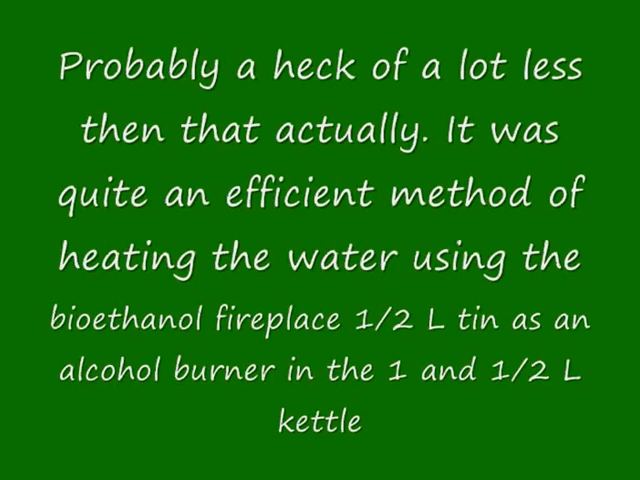 Probably a heck of a lot less
then that actually. It was
quite an efficient method of
heating the water using the
bioethanol fireplace 1/2 L tin as an
alcohol burner in the 1 and 1/2 L
kettle